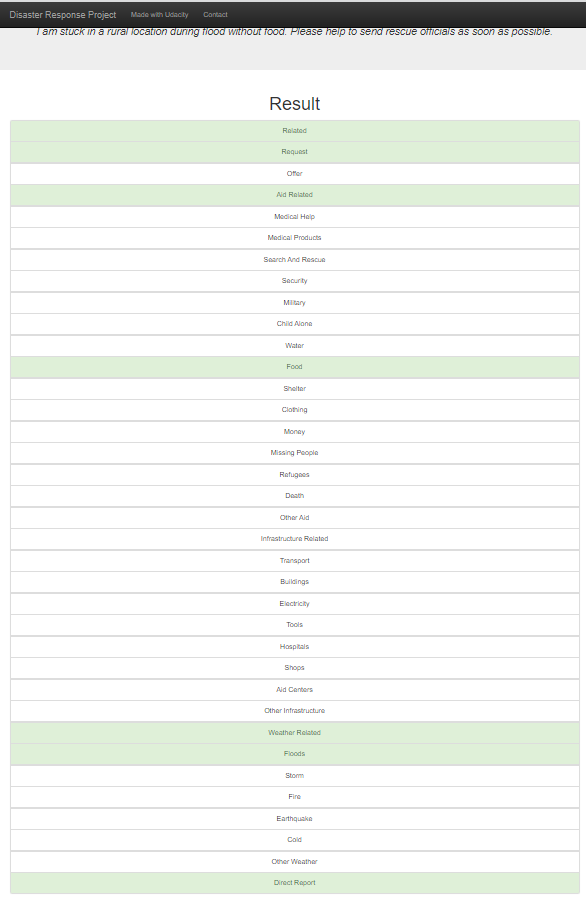 Disaster Response Project Made with Udacity Contact
I am stuck in a rural location during flood without food. Please help to send rescue officials as soon as possible.
Result
Related
Request
Offer
Aid Related
Medical Help
Medical Products
Search And Rescue
Security
Military
Child Alone
Water
Food
Shelter
Clothing
Money
Missing People
Refugees
Death
Other Aid
Infrastructure Related
Transport
Buildings
Electricity
Tools
Hospitals
Shops
Aid Centers
Other Infrastructure
Weather Related
Floods
Storm
Fire
Earthquake
Cold
Other Weather
Direct Report